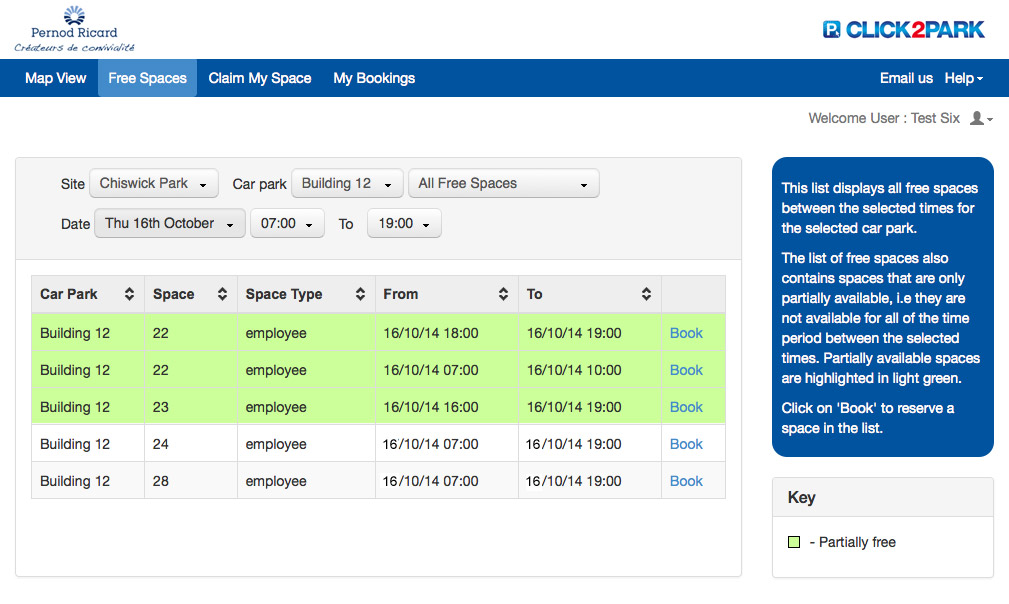 Pernod Ricard
Créateurs de convivialité
P CLICK2PARK
Map View Free Spaces Claim My Space My Bookings Email us Help
Welcome User : Test Six
Site Chiswick Park Car park Building 12 All Free Spaces
Date Thu 16th October 07:00 To 19:00
Car Park Space Space Type From To
Building 12 22 employee 16/10/14 18:00 16/10/14 19:00 Book
Building 12 22 employee 16/10/14 07:00 16/10/14 10:00 Book
Building 12 23 employee 16/10/14 16:00 16/10/14 19:00 Book
Building 12 24 employee 16/10/14 07:00 16/10/14 19:00 Book
Building 12 28 employee 16/10/14 07:00 16/10/14 19:00 Book
This list displays all free spaces
between the selected times for
the selected car park.
The list of free spaces also
contains spaces that are only
partially available, i.e they are
not available for all of the time
period between the selected
times. Partially available spaces
are highlighted in light green.
Click on 'Book' to reserve a
space in the list.
Key
- Partially free